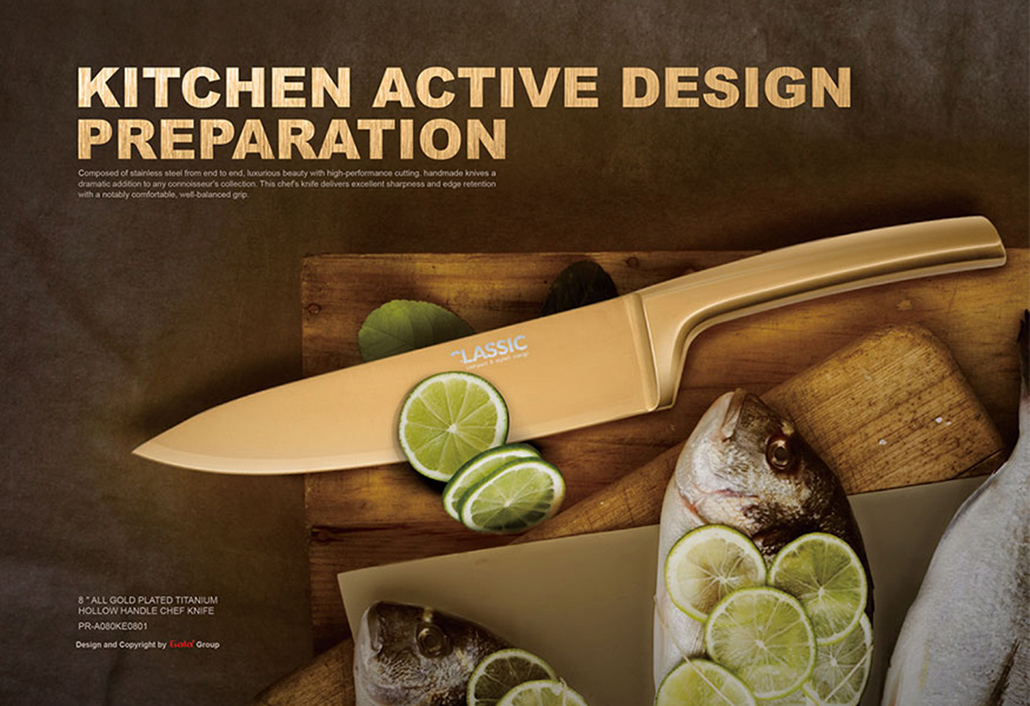 KITCHEN ACTIVE DESIGN
PREPARATION
Composed of stainless steel from end to end, luxurious beauty with high-performance cutting. handmade knives a
dramatic addition to any connoisseur's collection. This chef's knife delivers excellent sharpness and edge retention
with a notably comfortable, well-balanced grip.
CLASSIC
8 " ALL GOLD PLATED TITANIUM
HOLLOW HANDLE CHEF KNIFE
PR-A080KE0801
Design and Copyright by Group